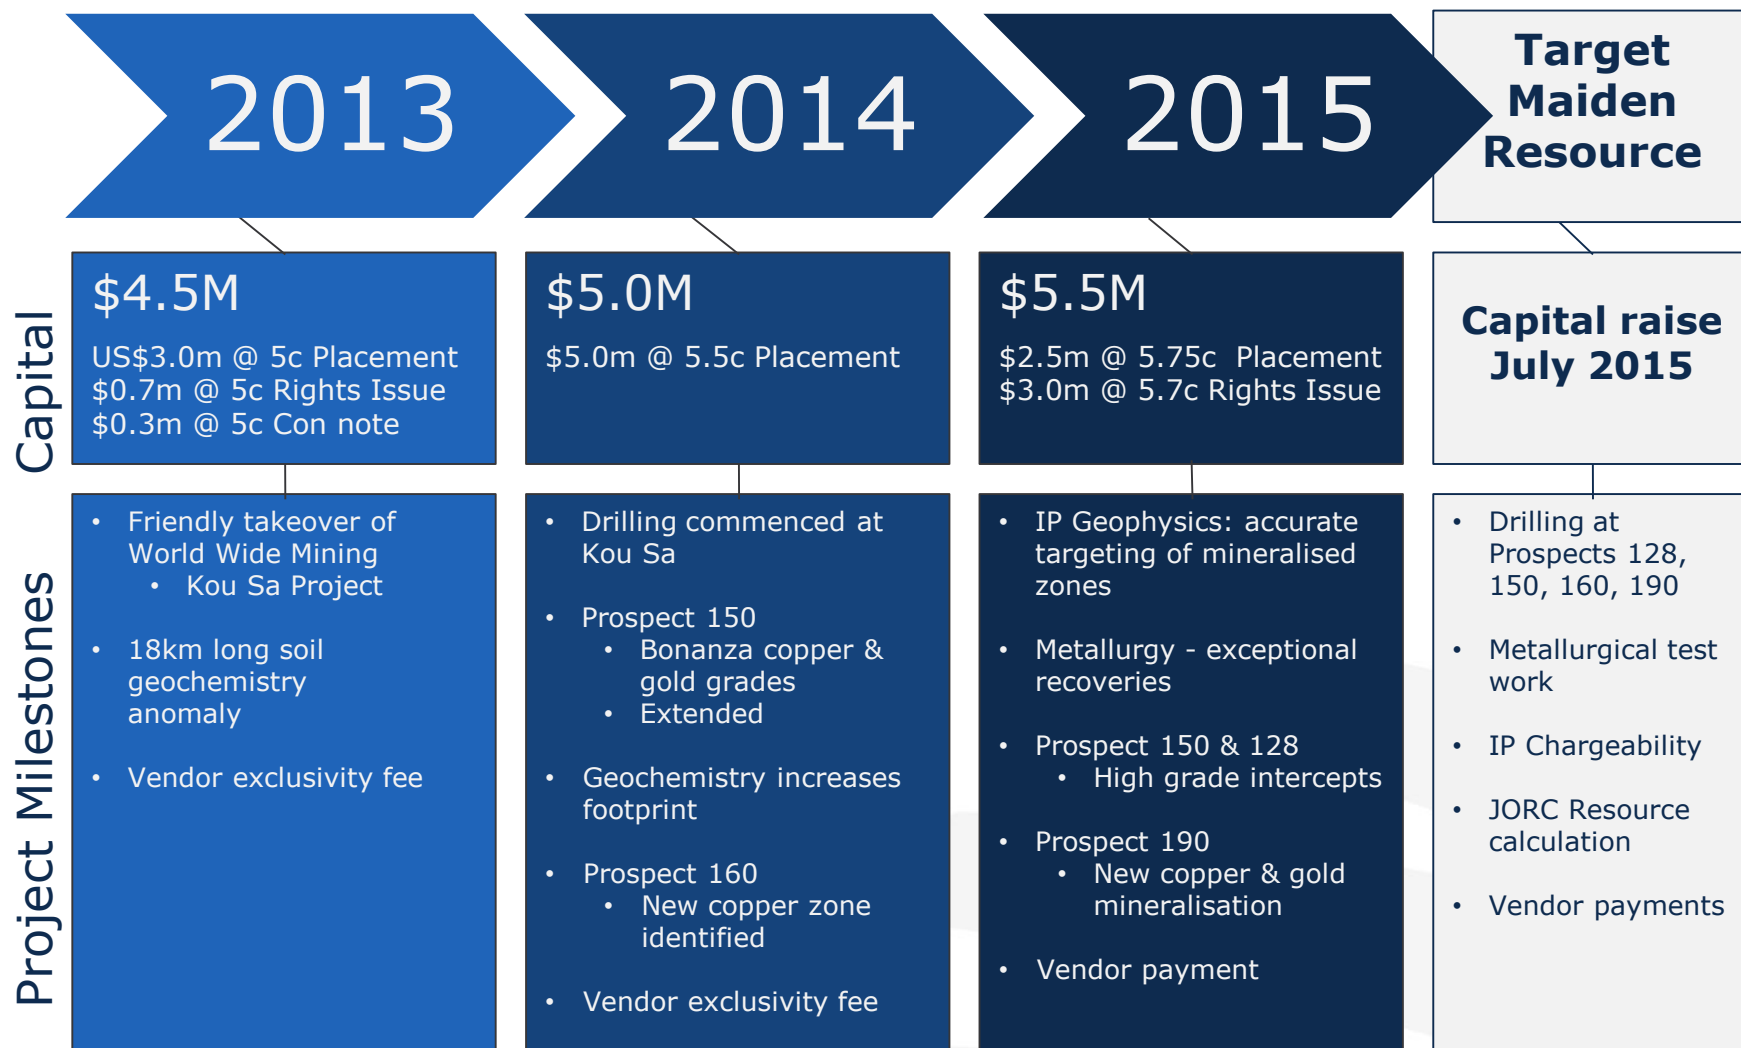 2013
2014
2015
Target
Maiden
Resource
Capital
$4.5M
US$3.0m @ 5c Placement
$0.7m @ 5c Rights Issue
$0.3m @ 5c Con note
$5.0M
$5.0m @ 5.5c Placement
$5.5M
$2.5m @ 5.75c  Placement
$3.0m @ 5.7c Rights Issue
Capital raise
July 2015
Project Milestones
• Friendly takeover of
World Wide Mining
• Kou Sa Project
• 18km long soil
geochemistry
anomaly
• Vendor exclusivity fee
• Drilling commenced at
Kou Sa
• Prospect 150
• Bonanza copper &
gold grades
• Extended
• Geochemistry increases
footprint
• Prospect 160
• New copper zone
identified
• Vendor exclusivity fee
• IP Geophysics: accurate
targeting of mineralised
zones
• Metallurgy - exceptional
recoveries
• Prospect 150 & 128
• High grade intercepts
• Prospect 190
• New copper & gold
mineralisation
• Vendor payment
• Drilling at
Prospects 128,
150, 160, 190
• Metallurgical test
work
• IP Chargeability
• JORC Resource
calculation
• Vendor payments